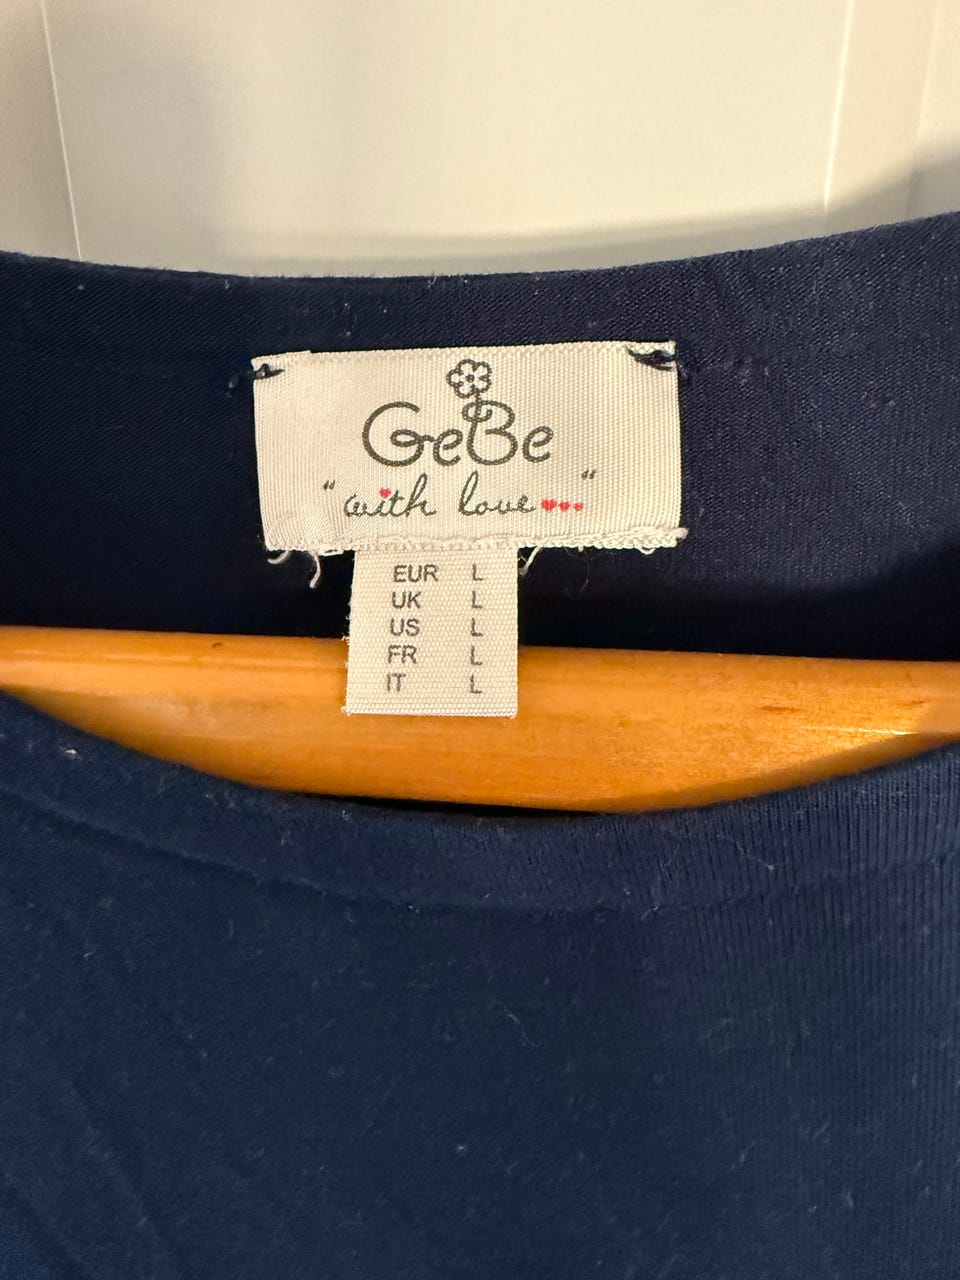 GeBe
"with love..."
EUR L
UK L
US L
FR L
IT L